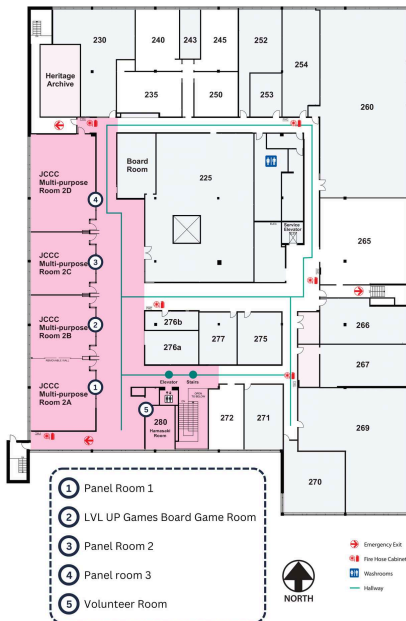 230
240
243
245
252
254
Heritage
Archive
235
250
253
260
JCCC
Multi-purpose
Room 2D
4
Board
Room
225
Service
Elevator
265
JCCC
Multi-purpose
Room 2C
3
JCCC
Multi-purpose
Room 2B
2
276b
276a
277
275
266
267
JCCC
Multi-purpose
Room 2A
1
Elevator
Stairs
5
280
Hamasaki
Room
272
271
269
270
1 Panel Room 1
2 LVL UP Games Board Game Room
3 Panel Room 2
4 Panel room 3
5 Volunteer Room
NORTH
Emergency Exit
Fire Hose Cabinet
Washrooms
Hallway